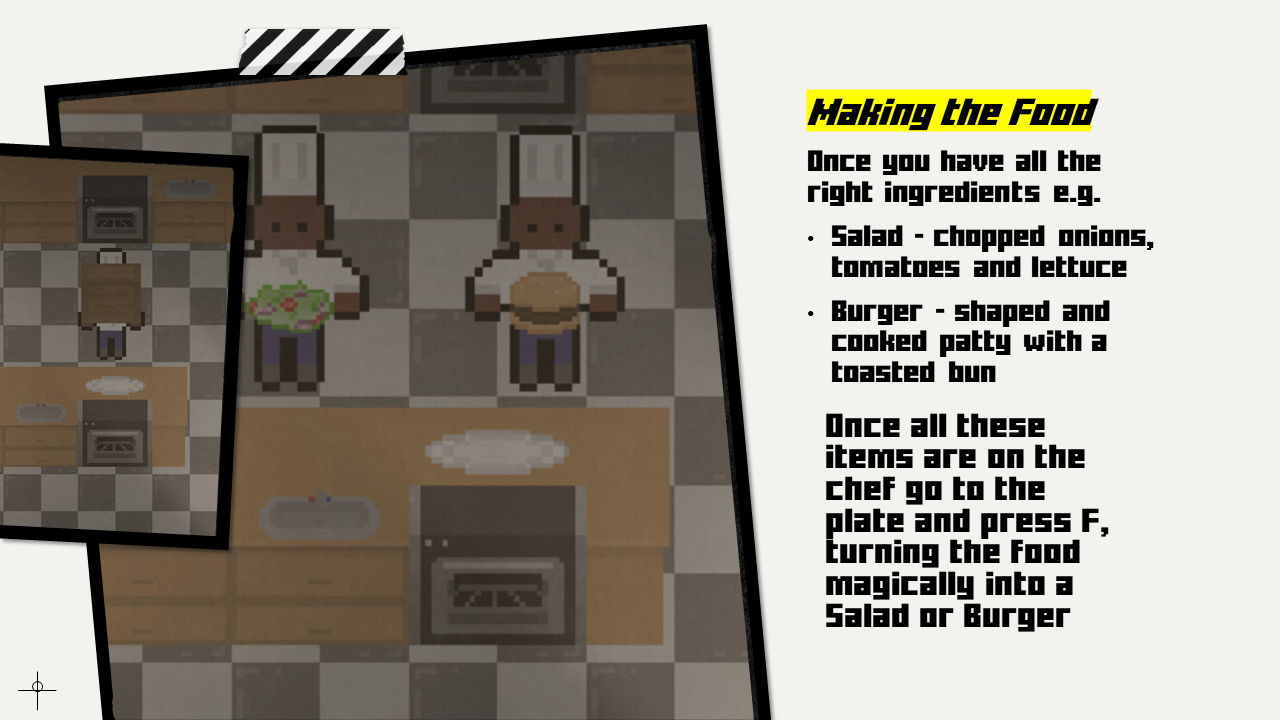 Making the Food
Once you have all the
right ingredients e.g.
• Salad - chopped onions,
tomatoes and lettuce
• Burger - shaped and
cooked patty with a
toasted bun
Once all these
items are on the
chef go to the
plate and press F,
turning the food
magically into a
Salad or Burger